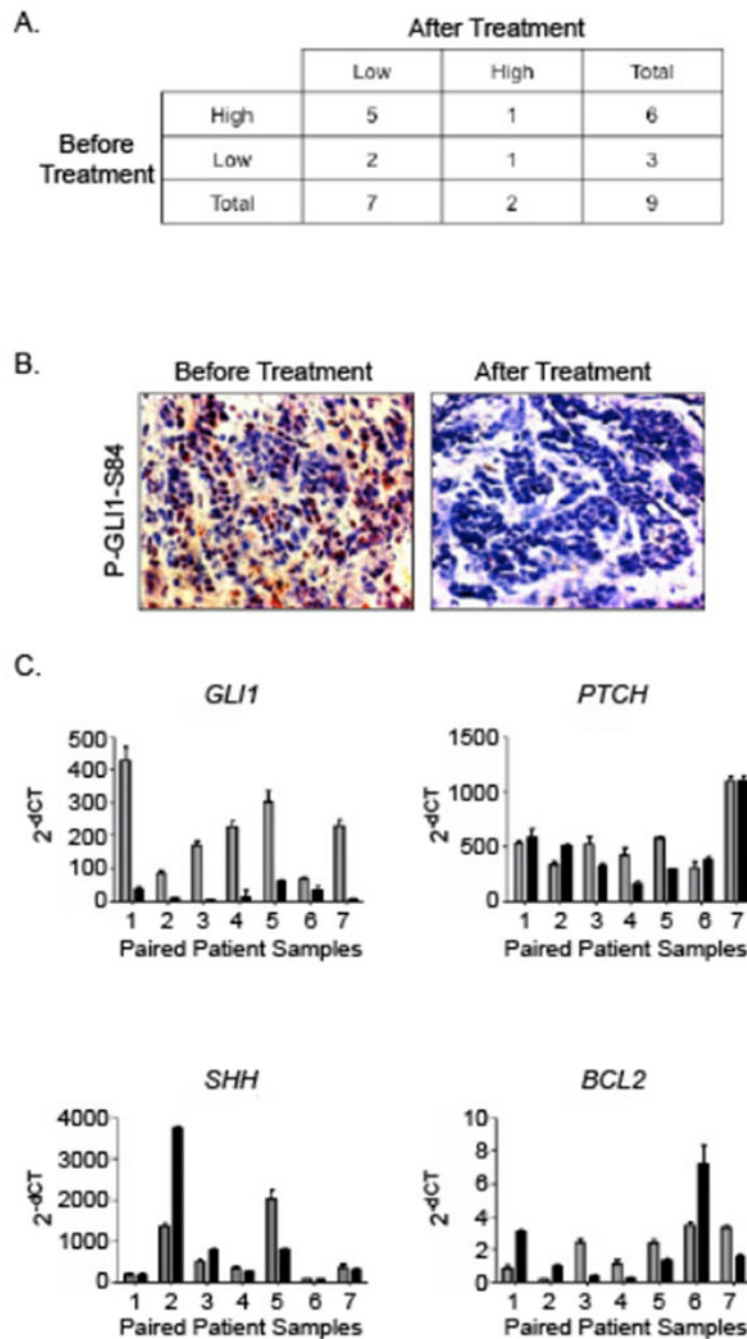 A.
After Treatment
Low High Total
High 5 1 6
Before Treatment
Low 2 1 3
Total 7 2 9
B.
Before Treatment After Treatment
P-GLI1-S84
C.
GLI1 PTCH
500 1500
400
300 1000
200
100 500
0 0
2-dCT 2-dCT
1 2 3 4 5 6 7 1 2 3 4 5 6 7
Paired Patient Samples Paired Patient Samples
SHH BCL2
4000 10
3000 8
2000 6
1000 4
0 2
0
2-dCT 2-dCT
1 2 3 4 5 6 7 1 2 3 4 5 6 7
Paired Patient Samples Paired Patient Samples